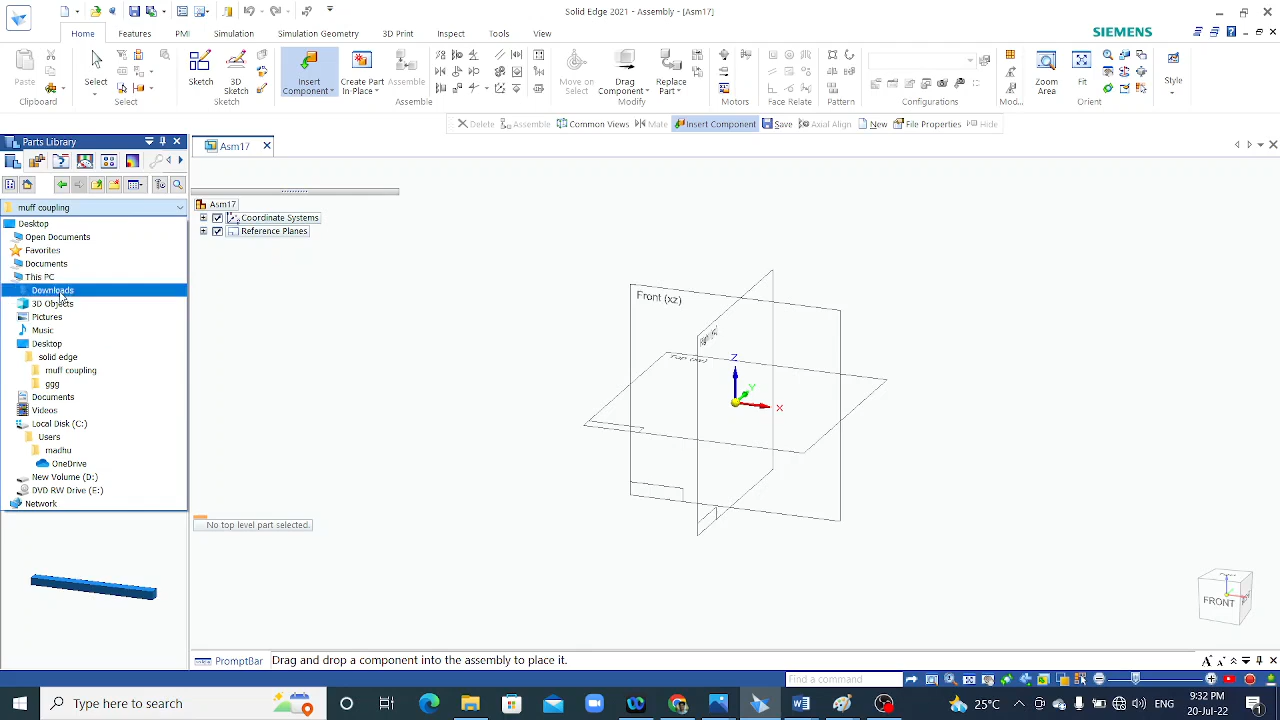 Solid Edge 2021 - Assembly - [Asm17]
Home
Features
PMI
Simulation
Simulation Geometry
3D Print
Inspect
Tools
View
SIEMENS
Paste
Clipboard
Select
Select
Sketch
3D Sketch
Sketch
Insert Component
Create Part In-Place
Assemble
Assemble
Move on Select
Drag Component
Replace Part
Modify
Motors
Face Relate
Pattern
Configurations
Mod...
Zoom Area
Fit
Orient
Style
Delete
Assemble
Common Views
Mate
Insert Component
Save
Axial Align
New
File Properties
Hide
Parts Library
Asm17
muff coupling
Desktop
Open Documents
Favorites
Documents
This PC
Downloads
3D Objects
Pictures
Music
Desktop
solid edge
muff coupling
ggg
Documents
Videos
Local Disk (C:)
Users
madhu
OneDrive
New Volume (D:)
DVD RW Drive (E:)
Network
Asm17
Coordinate Systems
Reference Planes
Front (xz)
Z
Y
X
No top level part selected.
FRONT
PromptBar
Drag and drop a component into the assembly to place it.
Find a command
Type here to search
25°C
ENG
9:32 PM
20-Jul-22